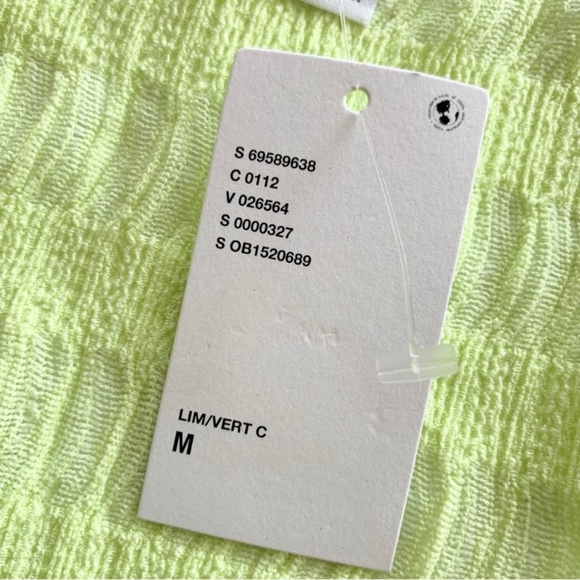 S 69589638
C 0112
V 026564
S 0000327
S OB1520689
LIM/VERT C
M